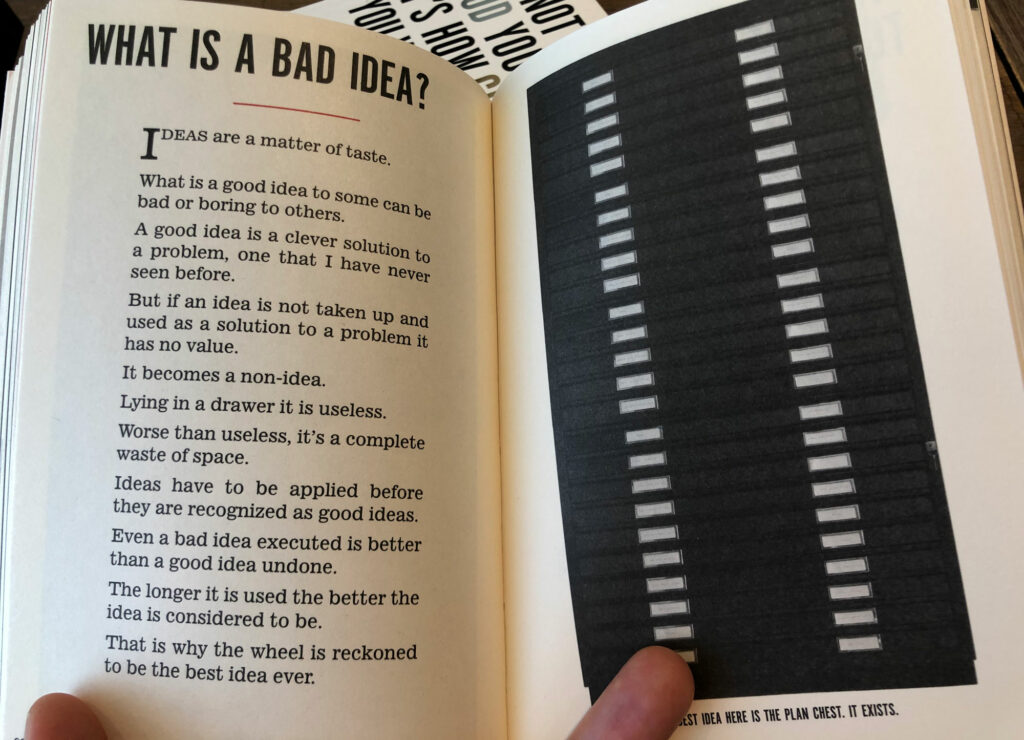 NOT
OD YOU
'S HOW G
YOU
WHAT IS A BAD IDEA?
IDEAS are a matter of taste.
What is a good idea to some can be
bad or boring to others.
A good idea is a clever solution to
a problem, one that I have never
seen before.
But if an idea is not taken up and
used as a solution to a problem it
has no value.
It becomes a non-idea.
Lying in a drawer it is useless.
Worse than useless, it's a complete
waste of space.
Ideas have to be applied before
they are recognized as good ideas.
Even a bad idea executed is better
than a good idea undone.
The longer it is used the better the
idea is considered to be.
That is why the wheel is reckoned
to be the best idea ever.
BEST IDEA HERE IS THE PLAN CHEST. IT EXISTS.